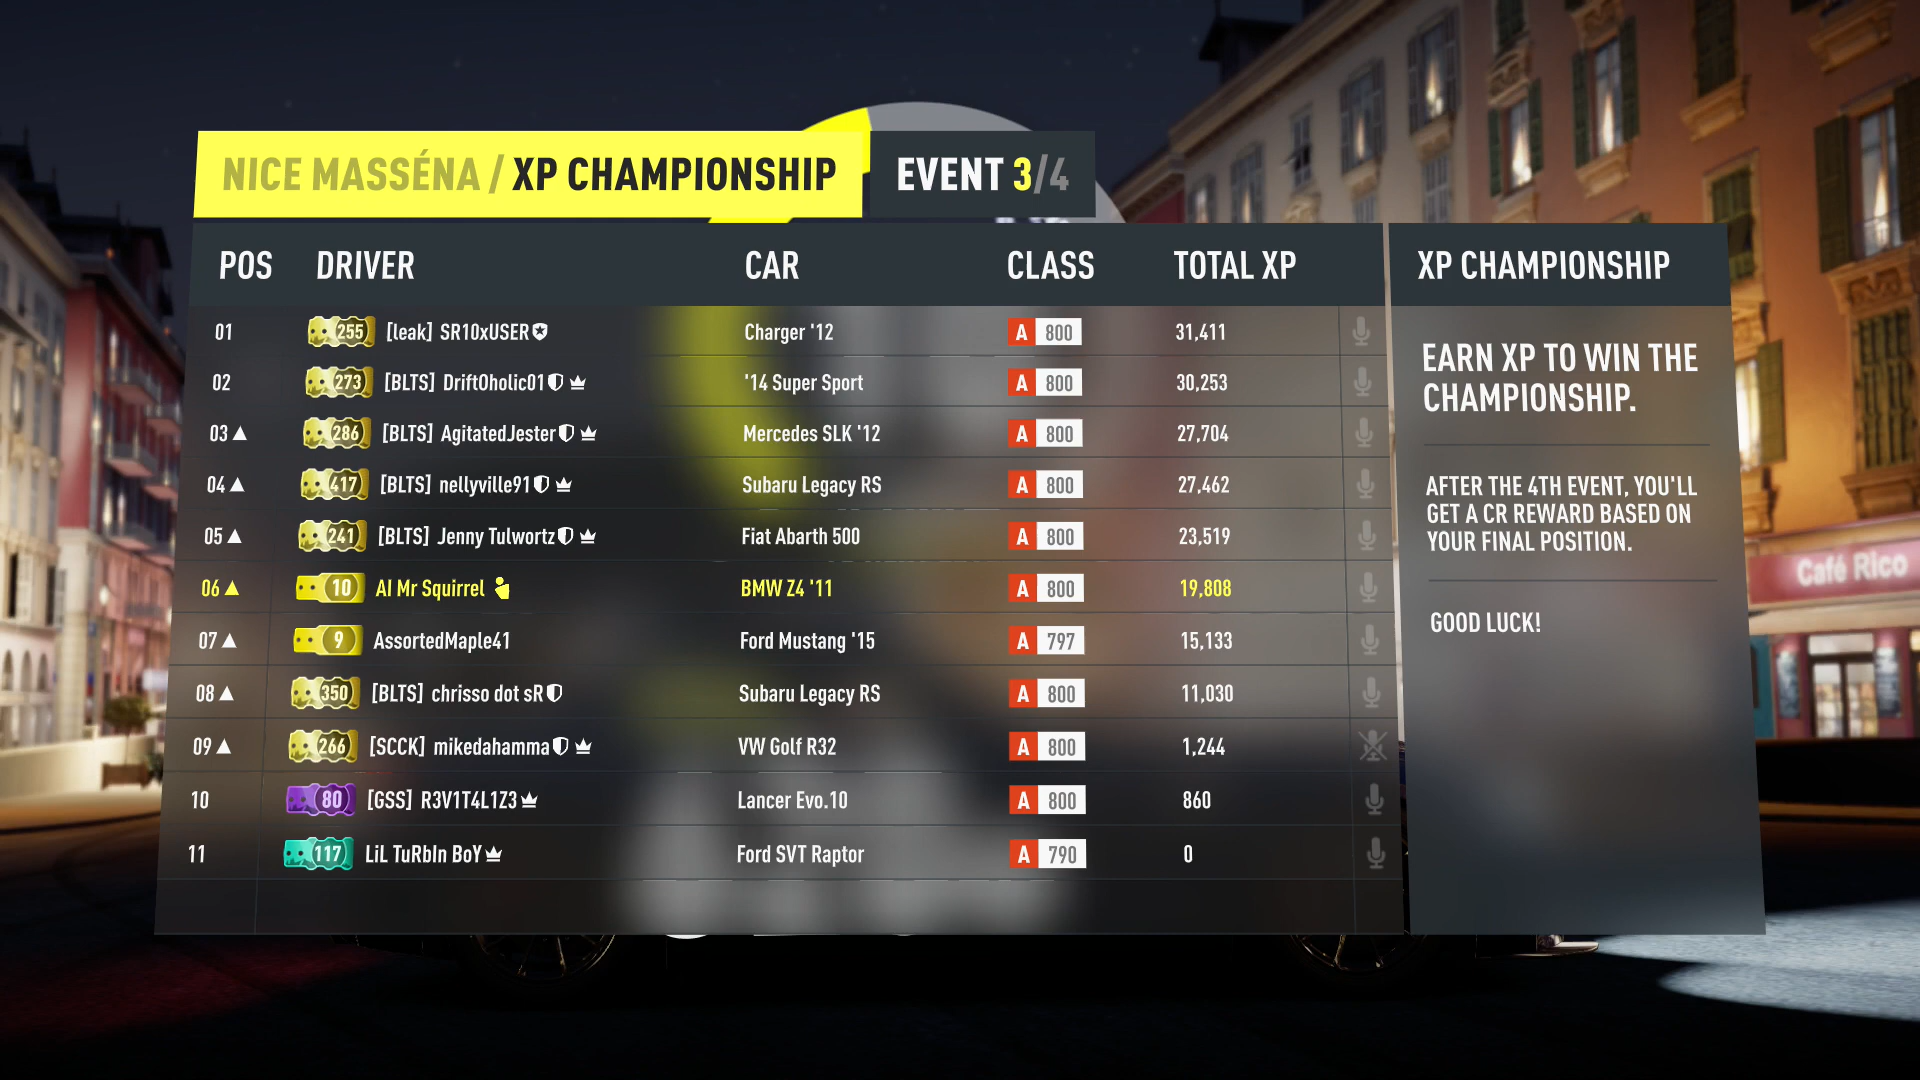 NICE MASSÉNA / XP CHAMPIONSHIP EVENT 3/4
POS DRIVER CAR CLASS TOTAL XP XP CHAMPIONSHIP
01 255 [leak] SR10xUSER Charger '12 A 800 31,411
02 273 [BLTS] DriftOholic01 '14 Super Sport A 800 30,253
03 286 [BLTS] AgitatedJester Mercedes SLK '12 A 800 27,704
04 417 [BLTS] nellyville91 Subaru Legacy RS A 800 27,462
05 241 [BLTS] Jenny Tulwortz Fiat Abarth 500 A 800 23,519
06 10 AI Mr Squirrel BMW Z4 '11 A 800 19,808
07 9 AssortedMaple41 Ford Mustang '15 A 797 15,133
08 350 [BLTS] chrisso dot sR Subaru Legacy RS A 800 11,030
09 266 [SCCK] mikedahamma VW Golf R32 A 800 1,244
10 80 [GSS] R3V1T4L1Z3 Lancer Evo.10 A 800 860
11 117 LiL TuRbIn BoY Ford SVT Raptor A 790 0
EARN XP TO WIN THE
CHAMPIONSHIP.
AFTER THE 4TH EVENT, YOU'LL
GET A CR REWARD BASED ON
YOUR FINAL POSITION.
GOOD LUCK!
Café Rico